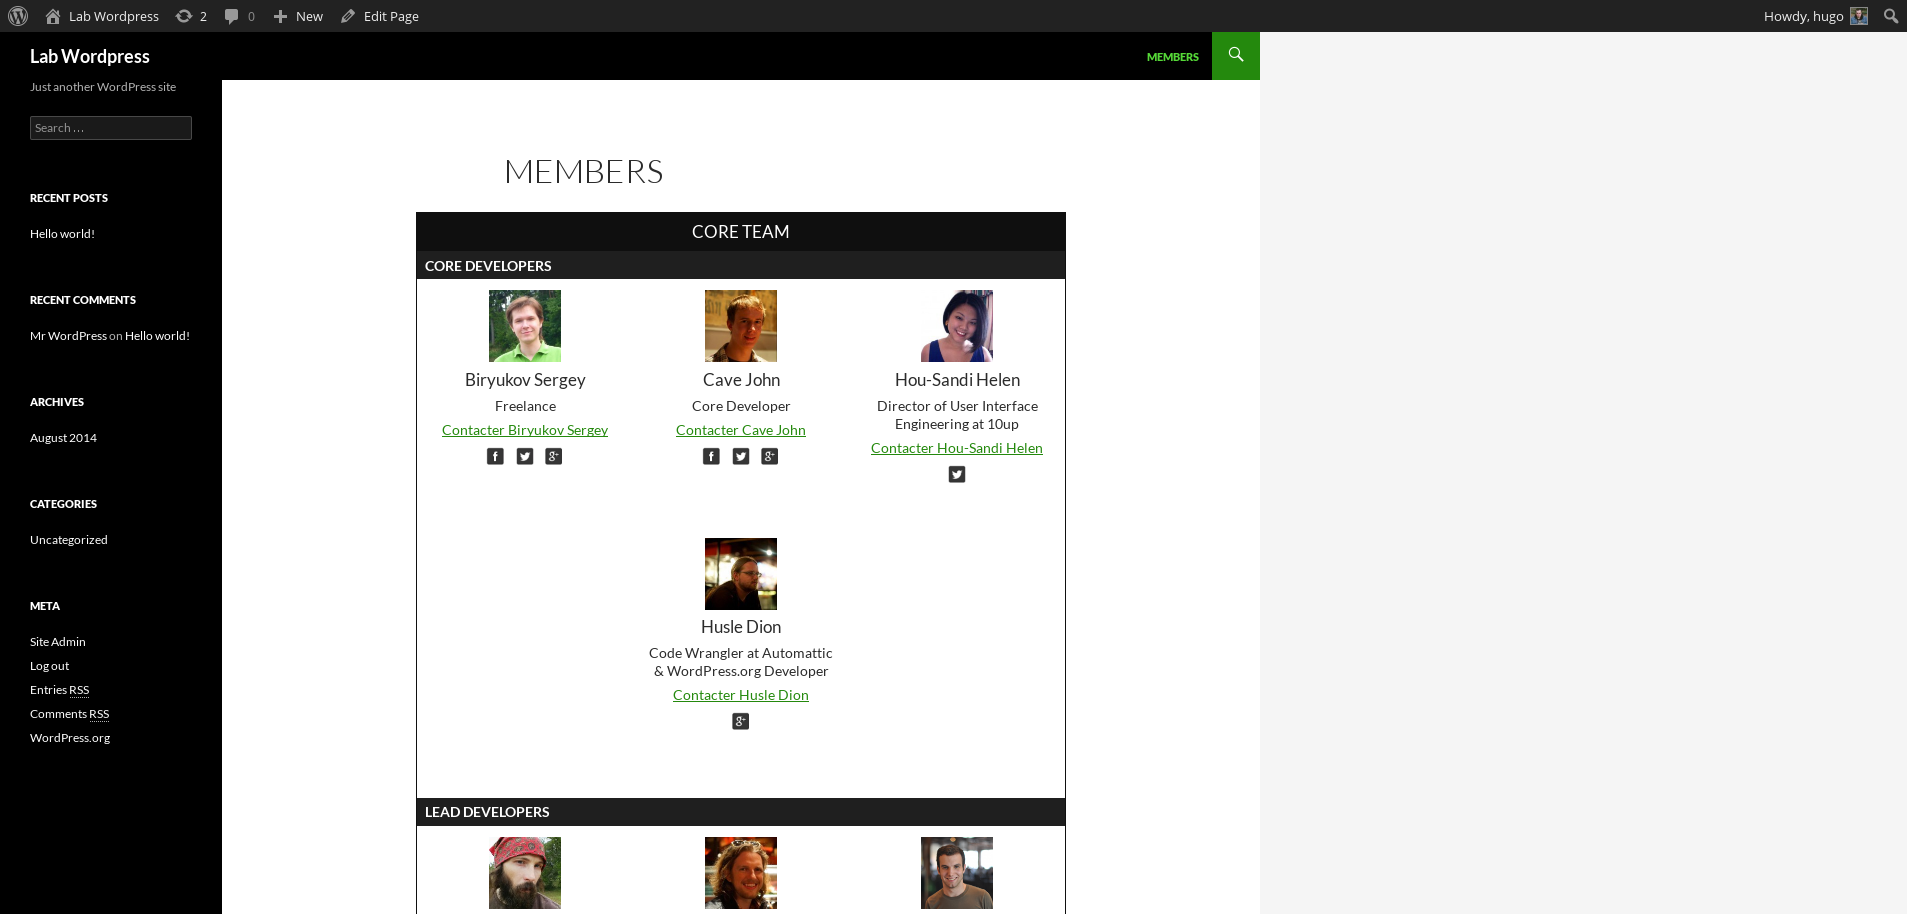 Lab Wordpress
2
0
New
Edit Page
Howdy, hugo
Lab Wordpress
MEMBERS
Just another WordPress site
Search …
RECENT POSTS
Hello world!
RECENT COMMENTS
Mr WordPress on Hello world!
ARCHIVES
August 2014
CATEGORIES
Uncategorized
META
Site Admin
Log out
Entries RSS
Comments RSS
WordPress.org
MEMBERS
CORE TEAM
CORE DEVELOPERS
Biryukov Sergey
Freelance
Contacter Biryukov Sergey
Cave John
Core Developer
Contacter Cave John
Hou-Sandi Helen
Director of User Interface
Engineering at 10up
Contacter Hou-Sandi Helen
Husle Dion
Code Wrangler at Automattic
& WordPress.org Developer
Contacter Husle Dion
LEAD DEVELOPERS